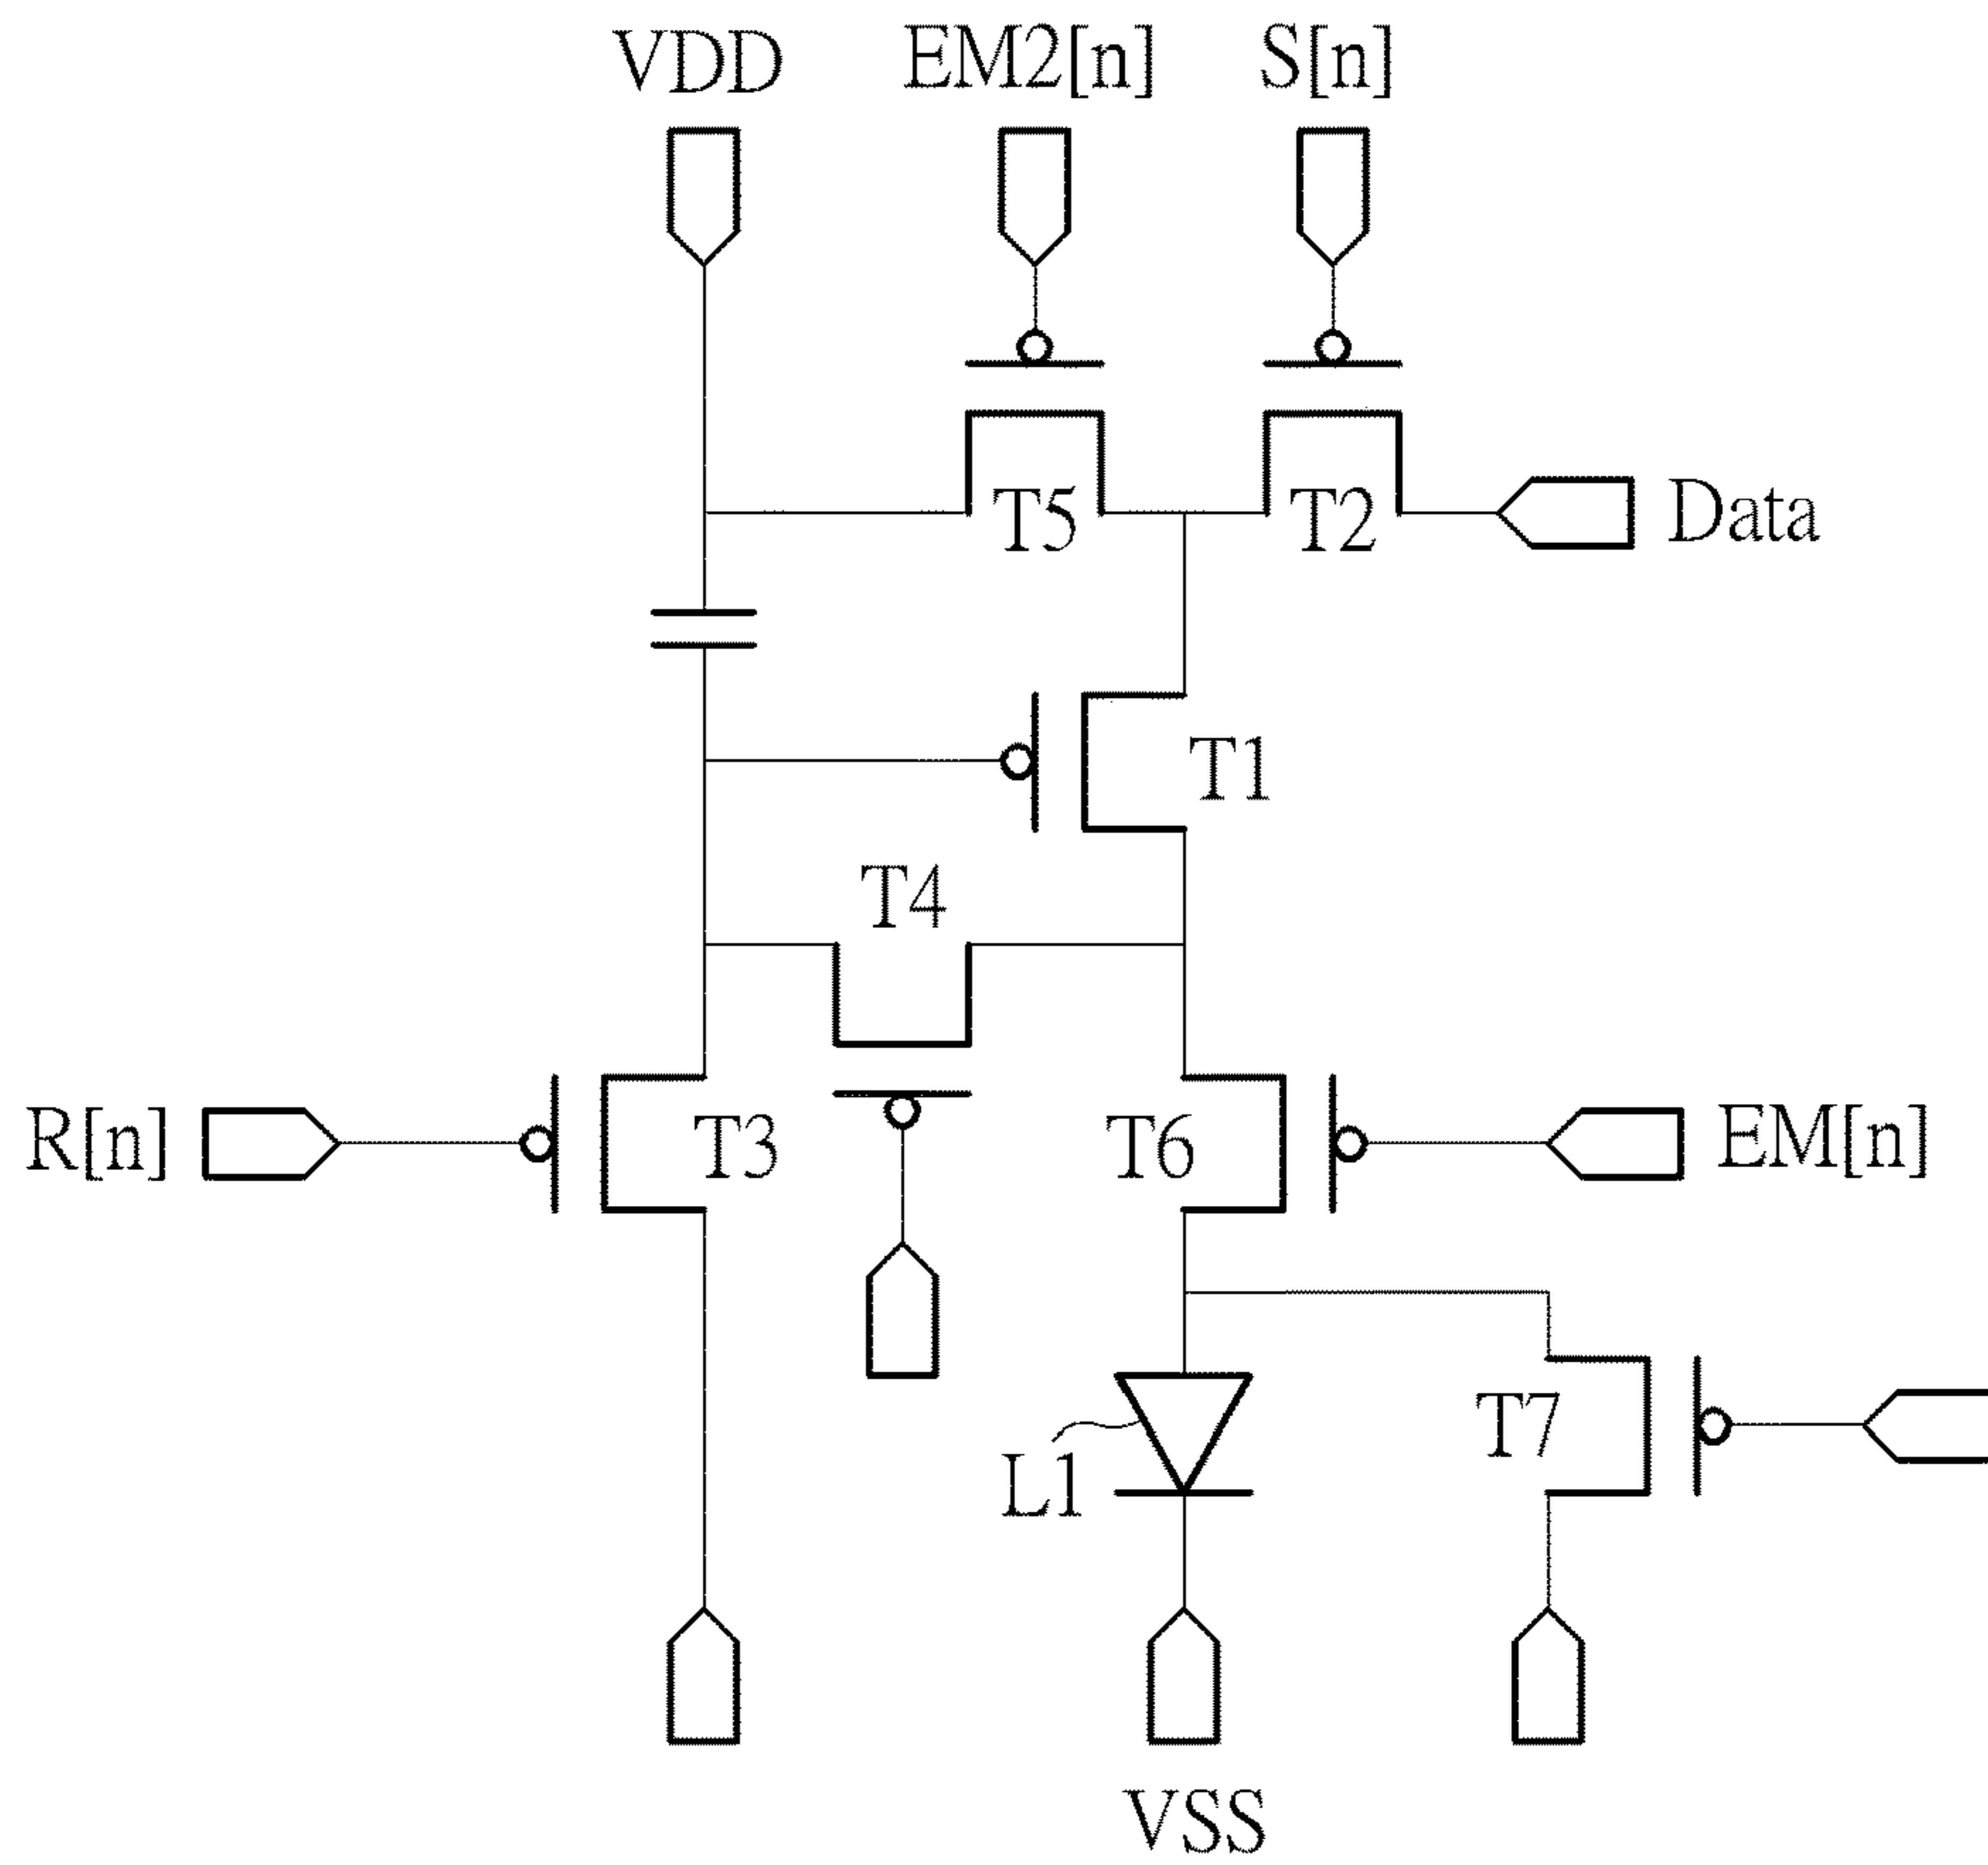 VDD
EM2[n]
S[n]
T5
T2
Data
T1
T4
R[n]
T3
T6
EM[n]
T7
L1
VSS